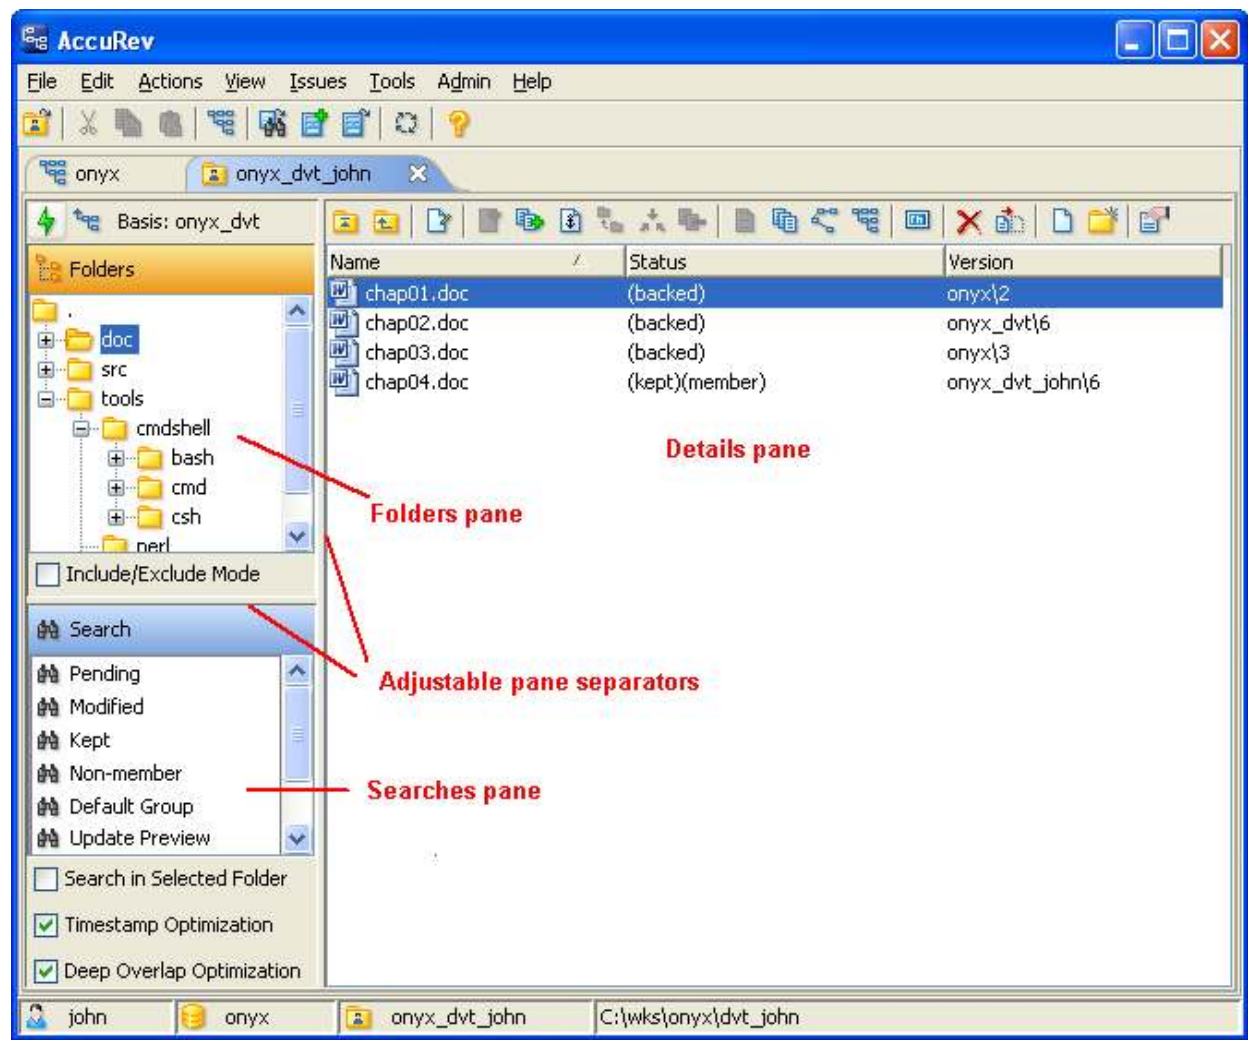 AccuRev
File Edit Actions View Issues Tools Admin Help
onyx
onyx_dvt_john
Basis: onyx_dvt
Folders
.
doc
src
tools
cmdshell
bash
cmd
csh
perl
Include/Exclude Mode
Search
Pending
Modified
Kept
Non-member
Default Group
Update Preview
Search in Selected Folder
Timestamp Optimization
Deep Overlap Optimization
Name Status Version
chap01.doc (backed) onyx\2
chap02.doc (backed) onyx_dvt\6
chap03.doc (backed) onyx\3
chap04.doc (kept)(member) onyx_dvt_john\6
Details pane
Folders pane
Adjustable pane separators
Searches pane
john onyx onyx_dvt_john C:\wks\onyx\dvt_john